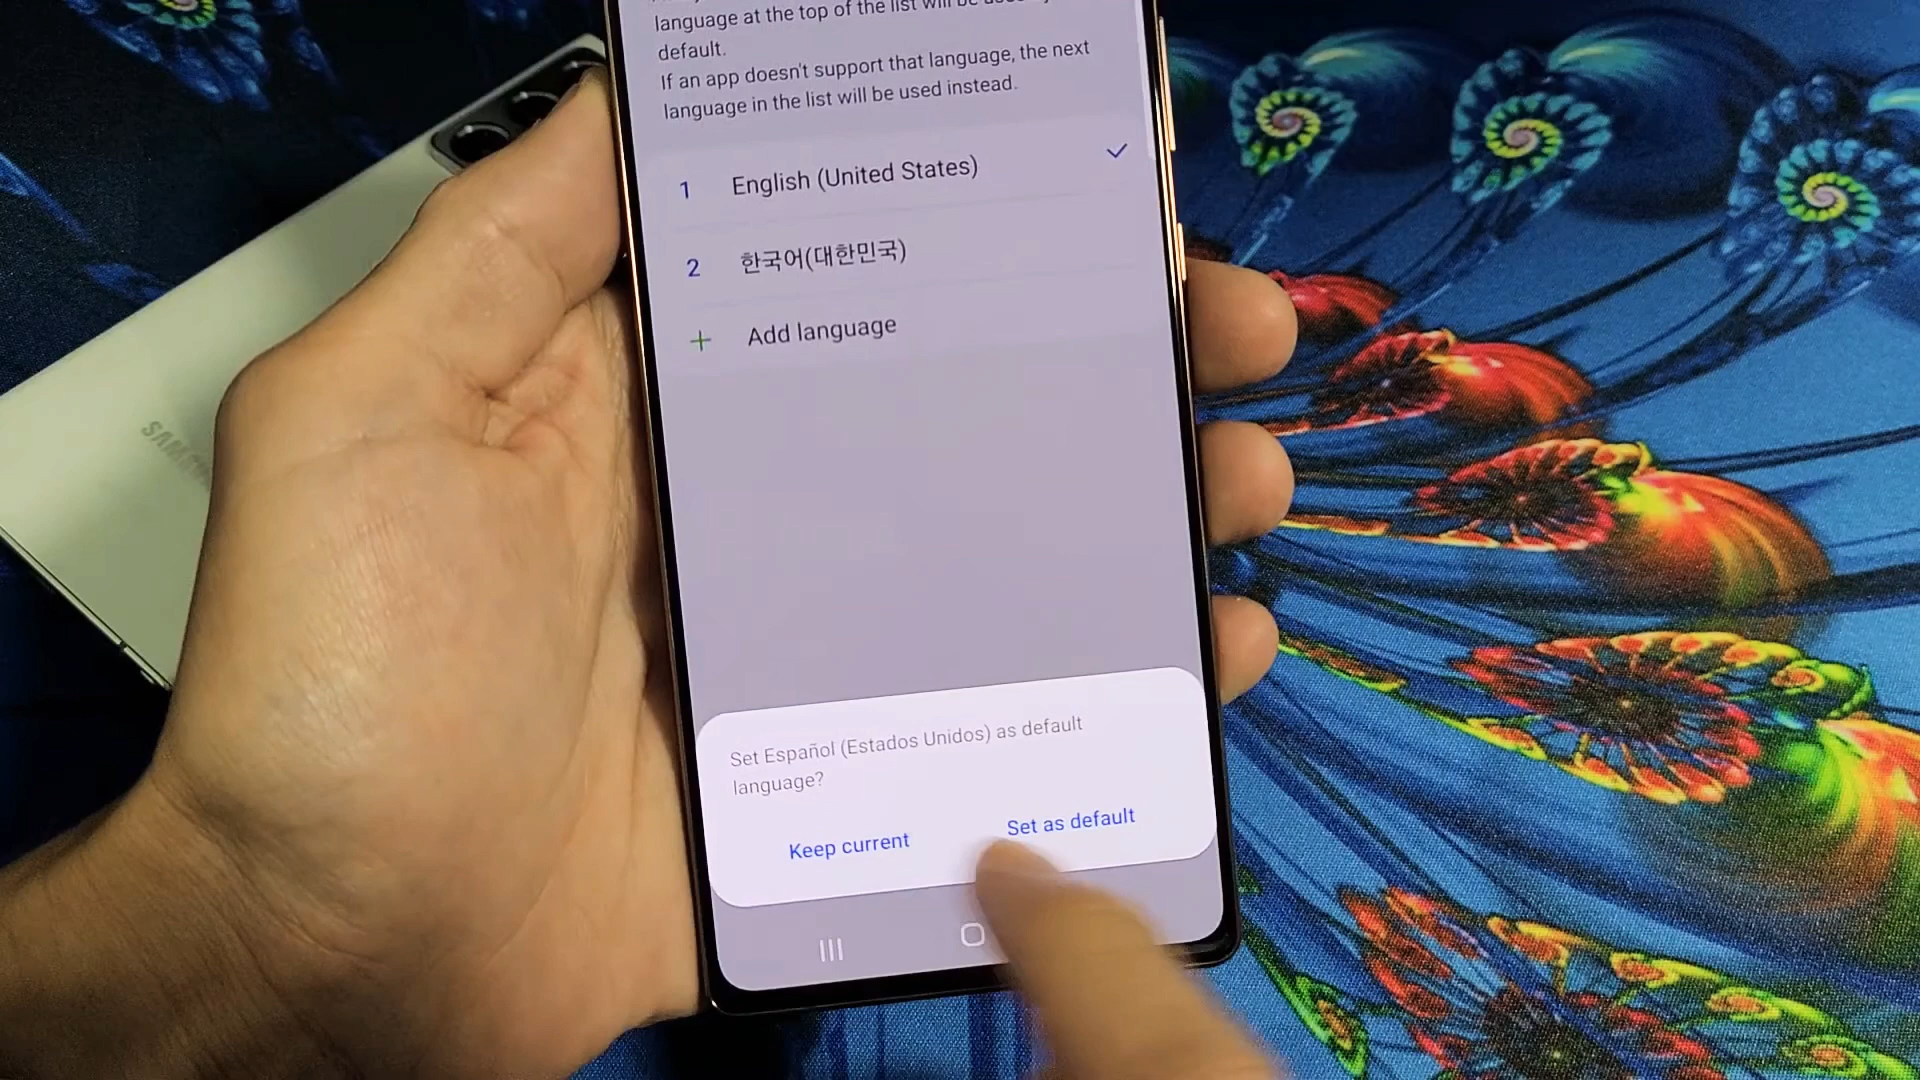 language at the top of the list will be used by
default.
If an app doesn't support that language, the next
language in the list will be used instead.
1 English (United States)
2 한국어(대한민국)
+ Add language
Set Español (Estados Unidos) as default
language?
Keep current
Set as default
SAMSUNG